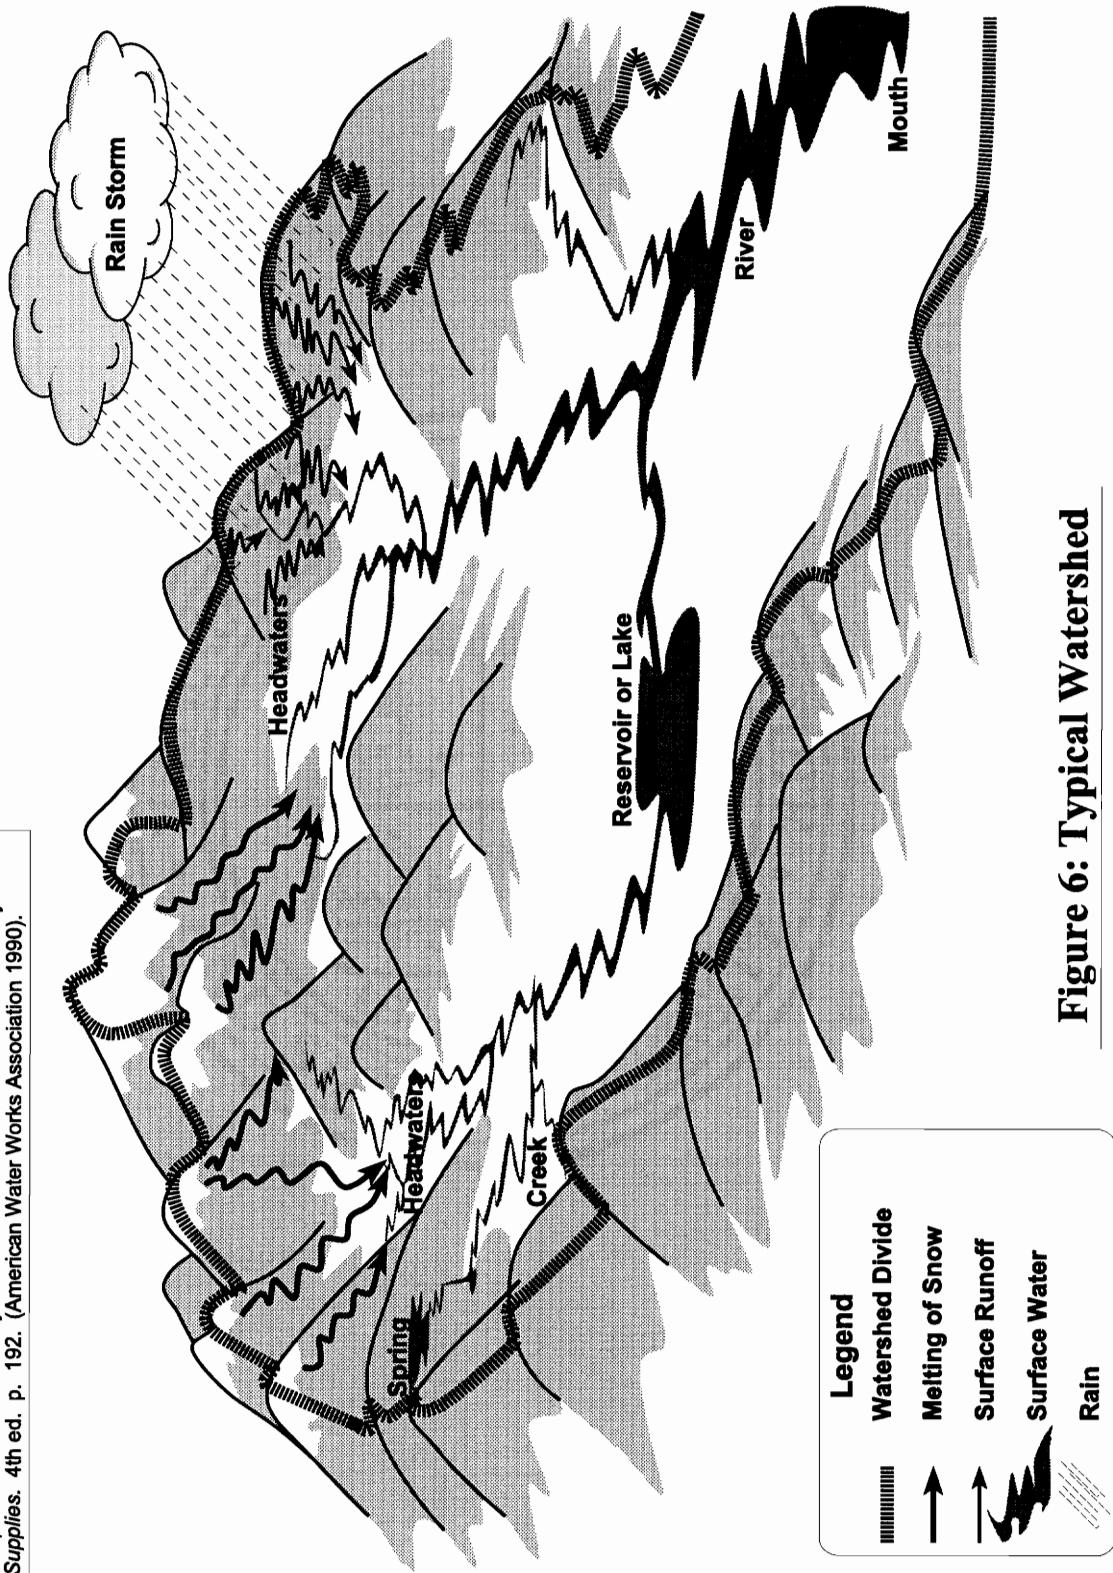 Supplies. 4th ed. p. 192. (American Water Works Association 1990).
Rain Storm
Headwaters
Headwaters
Spring
Creek
Reservoir or Lake
River
Mouth
Legend
Watershed Divide
Melting of Snow
Surface Runoff
Surface Water
Rain
Figure 6: Typical Watershed